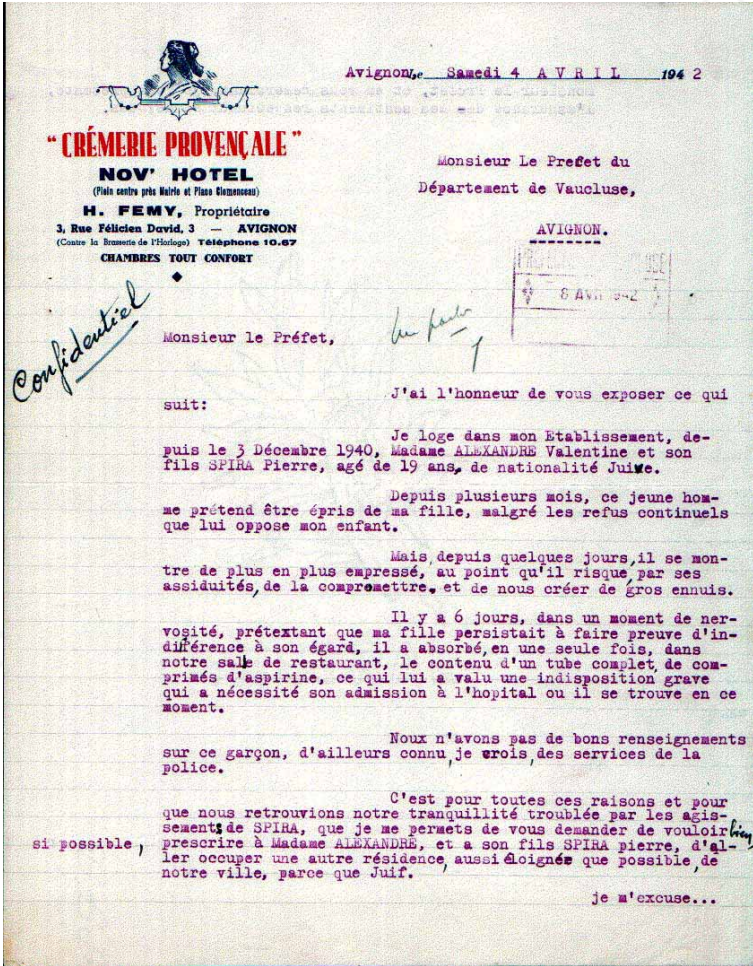 Avignon, le Samedi 4 AVRIL 1942
"CRÉMERIE PROVENÇALE"
NOV' HOTEL
(Plein centre près Mairie et Place Clemenceau)
H. FEMY, Propriétaire
3, Rue Félicien David, 3 — AVIGNON
(Contre la Brasserie de l'Horloge) Téléphone 10.67
CHAMBRES TOUT CONFORT
Monsieur Le Prefet du
Département de Vaucluse,
AVIGNON.
8 AVR 1942
Confidentiel
Monsieur le Préfet,
J'ai l'honneur de vous exposer ce qui
suit:
Je loge dans mon Etablissement, de-
puis le 3 Décembre 1940, Madame ALEXANDRE Valentine et son
fils SPIRA Pierre, agé de 19 ans, de nationalité Juive.
Depuis plusieurs mois, ce jeune hom-
me prétend être épris de ma fille, malgré les refus continuels
que lui oppose mon enfant.
Mais, depuis quelques jours, il se mon-
tre de plus en plus empressé, au point qu'il risque, par ses
assiduités, de la compromettre, et de nous créer de gros ennuis.
Il y a 6 jours, dans un moment de ner-
vosité, prétextant que ma fille persistait à faire preuve d'in-
différence à son égard, il a absorbé, en une seule fois, dans
notre salle de restaurant, le contenu d'un tube complet, de com-
primés d'aspirine, ce qui lui a valu une indisposition grave
qui a nécessité son admission à l'hopital ou il se trouve en ce
moment.
Noux n'avons pas de bons renseignements
sur ce garçon, d'ailleurs connu, je crois, des services de la
police.
C'est pour toutes ces raisons et pour
que nous retrouvions notre tranquillité troublée par les agis-
sements de SPIRA, que je me permets de vous demander de vouloir bien,
si possible, prescrire à Madame ALEXANDRE, et a son fils SPIRA pierre, d'al-
ler occuper une autre résidence, aussi éloignée que possible, de
notre ville, parce que Juif.
je m'excuse...